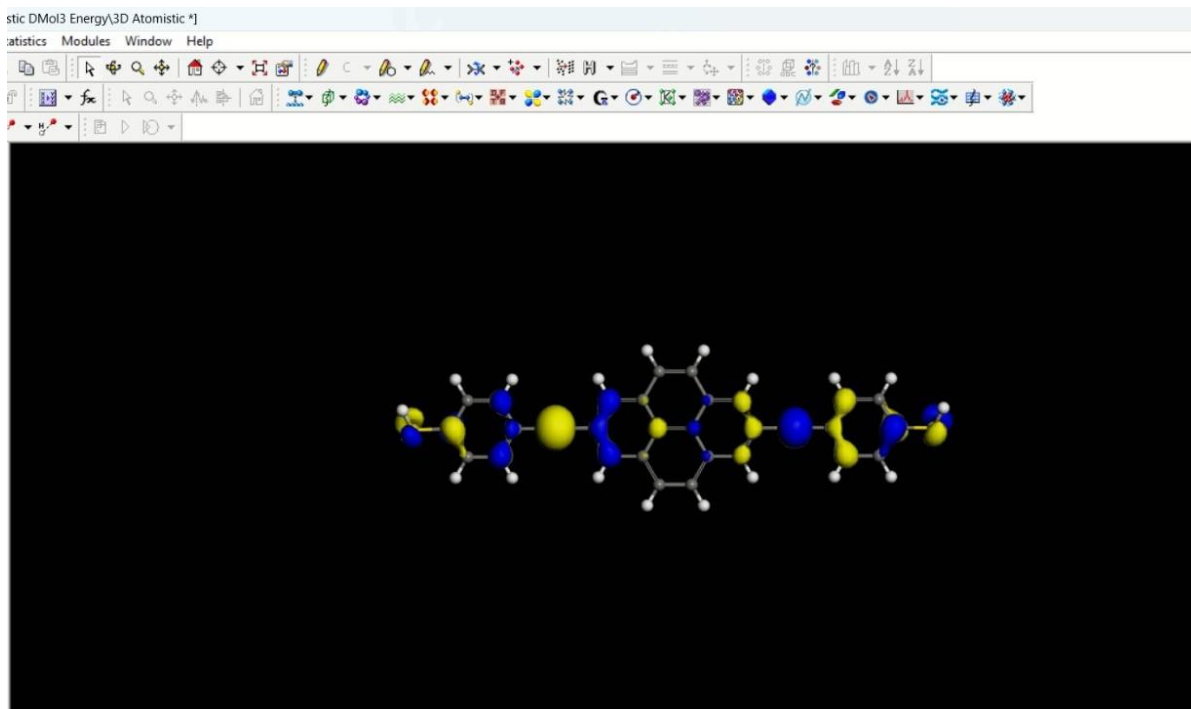 stic DMol3 Energy\3D Atomistic *]
tatistics Modules Window Help